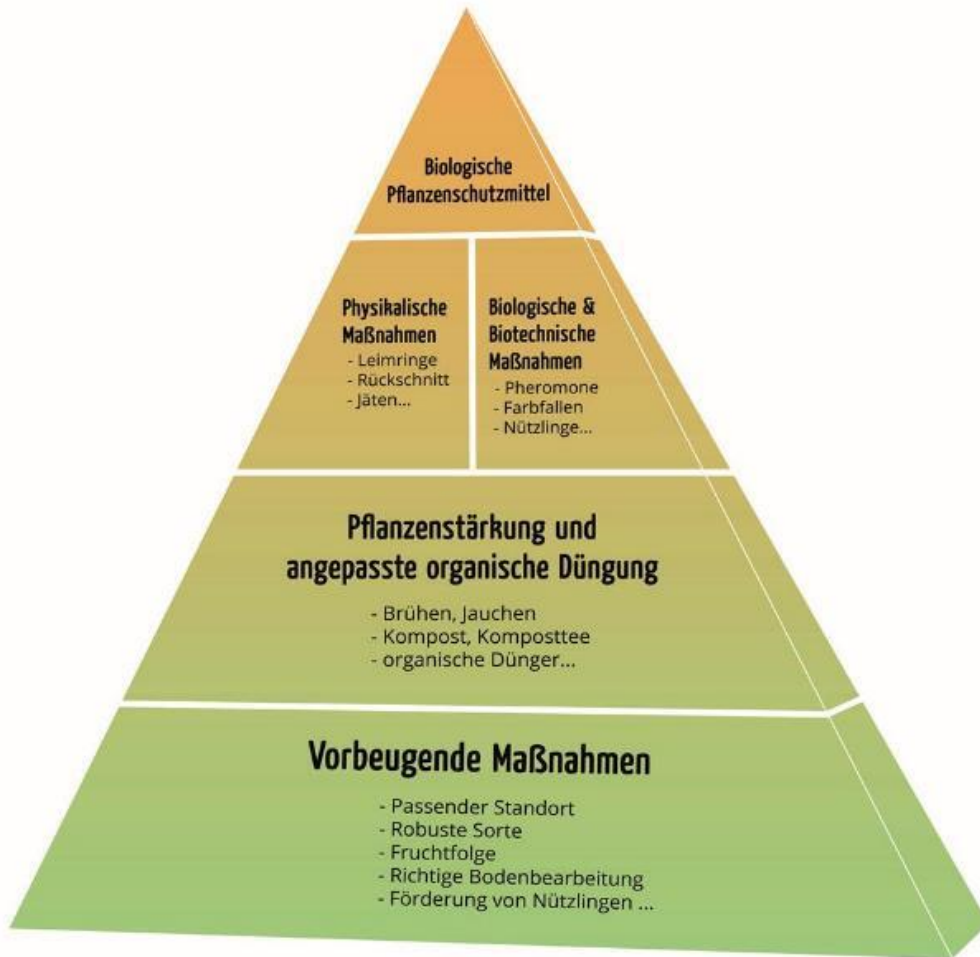 Biologische
Pflanzenschutzmittel
Physikalische
Maßnahmen
- Leimringe
- Rückschnitt
- Jäten...
Biologische &
Biotechnische
Maßnahmen
- Pheromone
- Farbfallen
- Nützlinge...
Pflanzenstärkung und
angepasste organische Düngung
- Brühen, Jauchen
- Kompost, Komposttee
- organische Dünger...
Vorbeugende Maßnahmen
- Passender Standort
- Robuste Sorte
- Fruchtfolge
- Richtige Bodenbearbeitung
- Förderung von Nützlingen ...